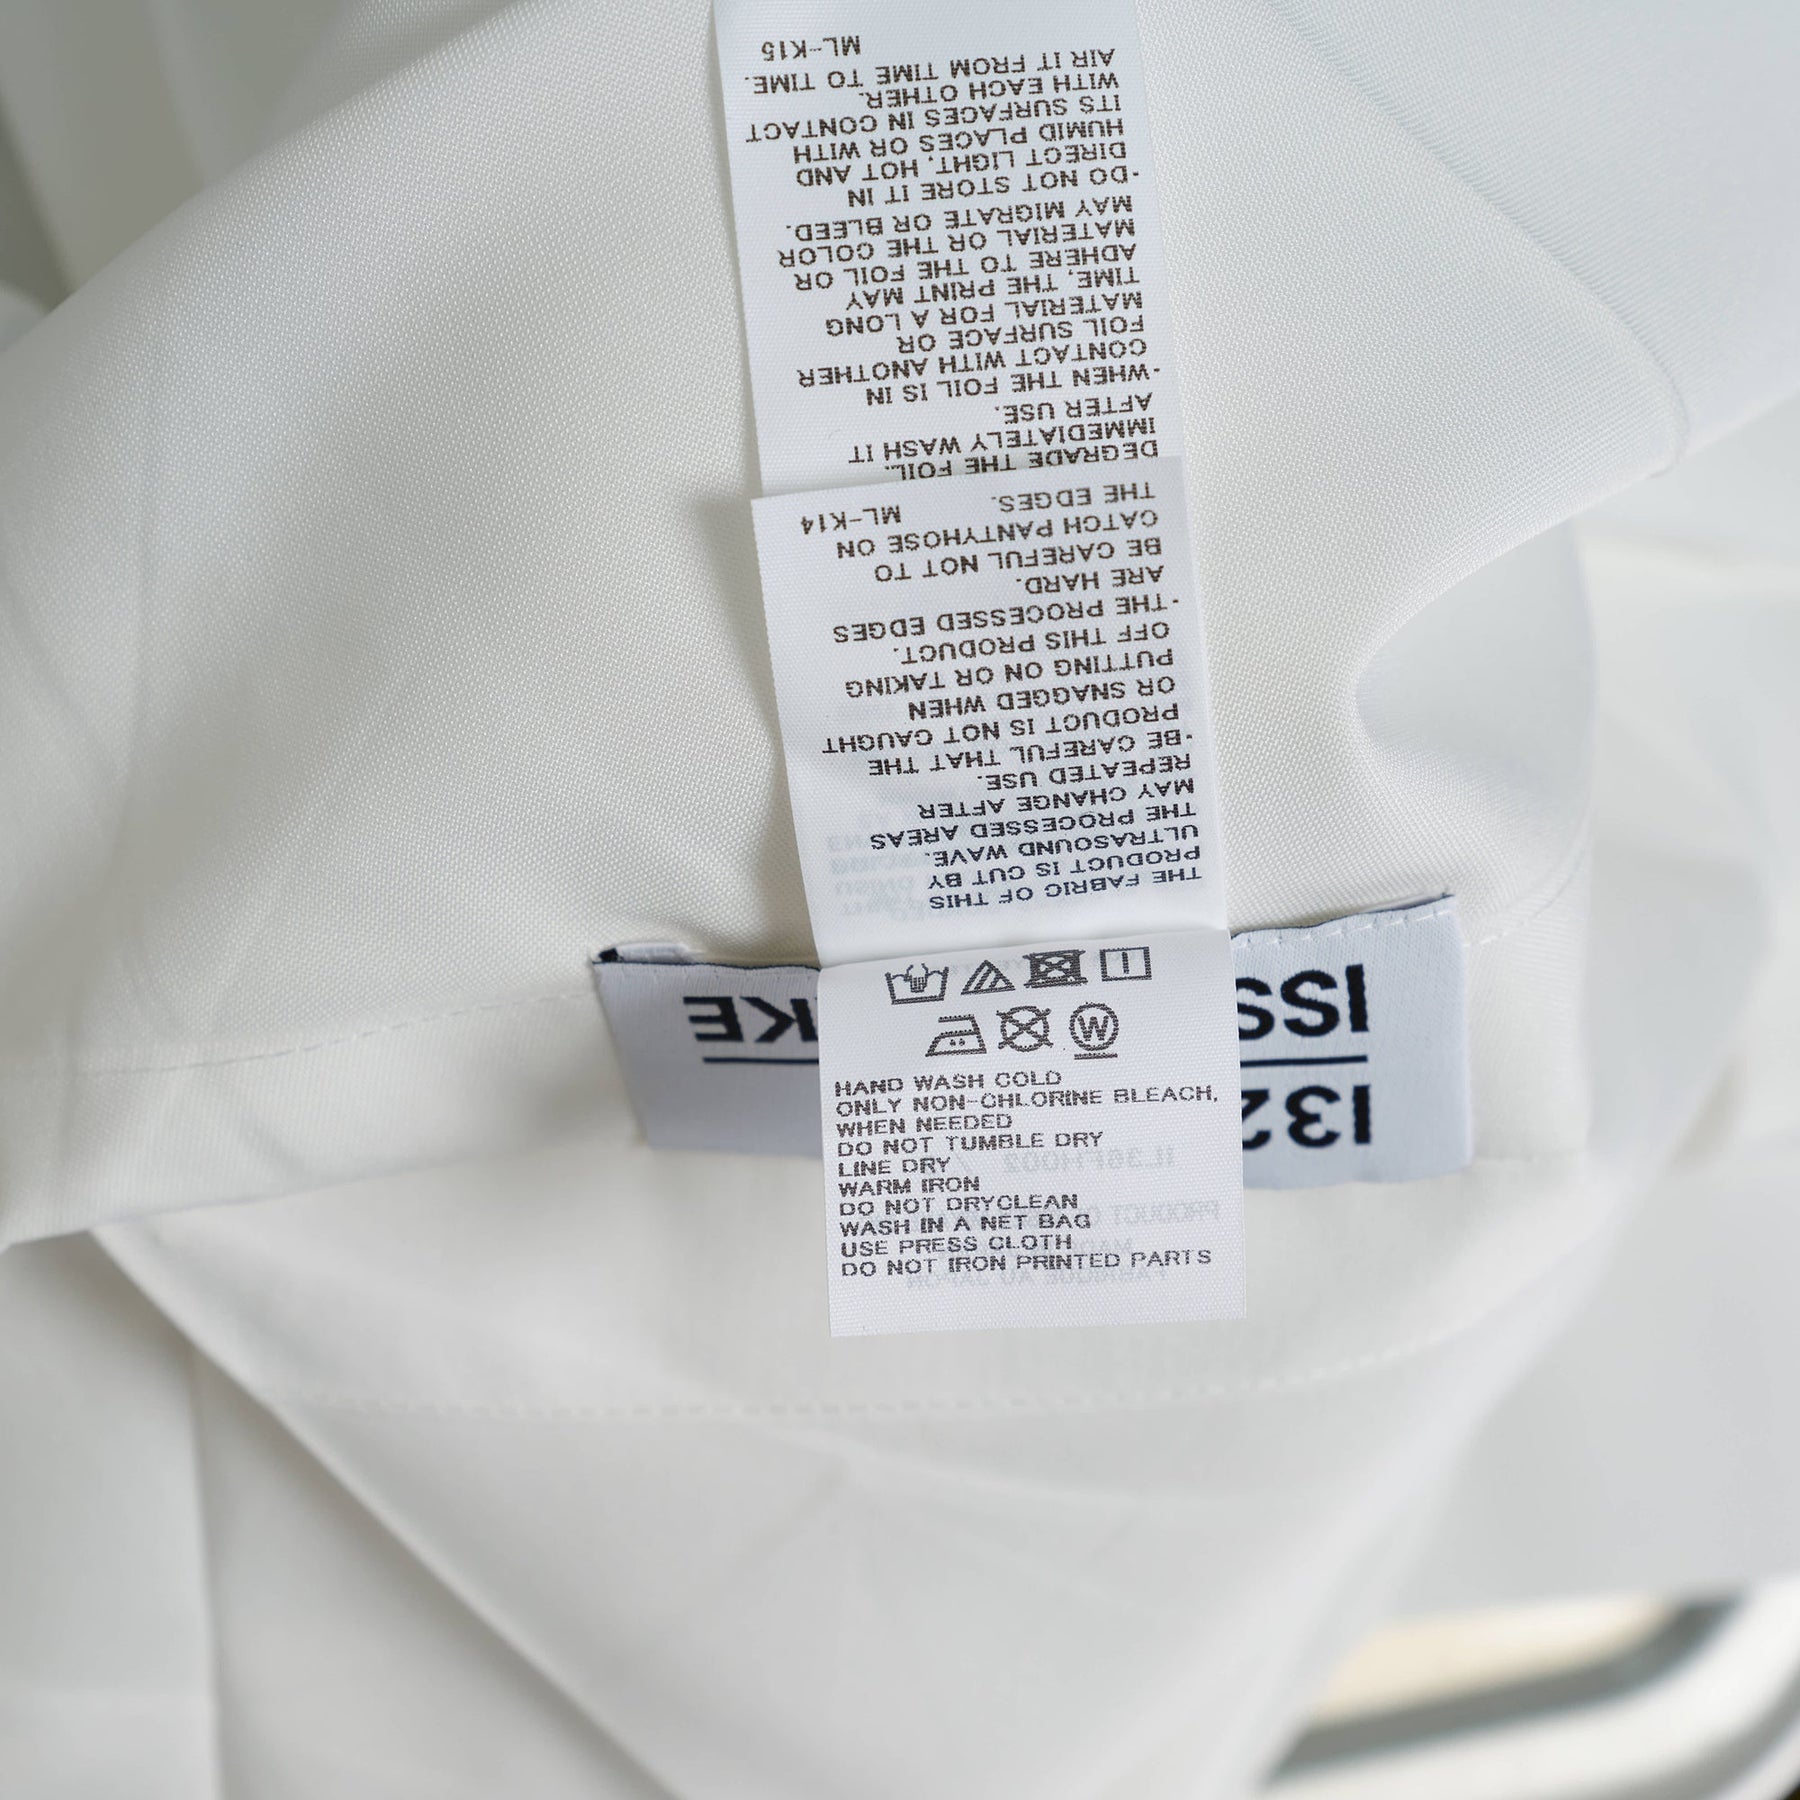 DEGRADE THE FOIL.
IMMEDIATELY WASH IT
AFTER USE.
·WHEN THE FOIL IS IN
CONTACT WITH ANOTHER
FOIL SURFACE OR
MATERIAL FOR A LONG
TIME, THE PRINT MAY
ADHERE TO THE FOIL OR
MATERIAL OR THE COLOR
MAY MIGRATE OR BLEED.
·DO NOT STORE IT IN
DIRECT LIGHT, HOT AND
HUMID PLACES OR WITH
ITS SURFACES IN CONTACT
WITH EACH OTHER.
AIR IT FROM TIME TO TIME.
ML-K15
THE FABRIC OF THIS
PRODUCT IS CUT BY
ULTRASOUND WAVE.
THE PROCESSED AREAS
MAY CHANGE AFTER
REPEATED USE.
·BE CAREFUL THAT THE
PRODUCT IS NOT CAUGHT
OR SNAGGED WHEN
PUTTING ON OR TAKING
OFF THIS PRODUCT.
·THE PROCESSED EDGES
ARE HARD.
BE CAREFUL NOT TO
CATCH PANTYHOSE ON
THE EDGES.
ML-K14
W
HAND WASH COLD
ONLY NON-CHLORINE BLEACH,
WHEN NEEDED
DO NOT TUMBLE DRY
LINE DRY
WARM IRON
DO NOT DRYCLEAN
WASH IN A NET BAG
USE PRESS CLOTH
DO NOT IRON PRINTED PARTS
132
ISS
KE